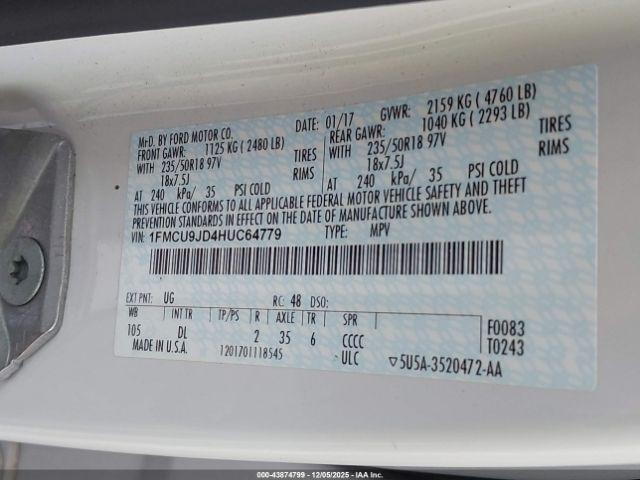 MFD. BY FORD MOTOR CO.
DATE: 01/17 GVWR: 2159 KG ( 4760 LB)
FRONT GAWR: 1125 KG ( 2480 LB) REAR GAWR: 1040 KG ( 2293 LB)
WITH 235/50R18 97V TIRES WITH 235/50R18 97V TIRES
18x7.5J RIMS 18x7.5J RIMS
AT 240 kPa/ 35 PSI COLD AT 240 kPa/ 35 PSI COLD
THIS VEHICLE CONFORMS TO ALL APPLICABLE FEDERAL MOTOR VEHICLE SAFETY AND THEFT
PREVENTION STANDARDS IN EFFECT ON THE DATE OF MANUFACTURE SHOWN ABOVE.
VIN: 1FMCU9JD4HUC64779 TYPE: MPV
EXT PNT: UG RC: 48 DSO:
WB INT TR TP/PS R AXLE TR SPR
105 DL 2 35 6 CCCC F0083
MADE IN U.S.A. 1201701118545 ULC T0243
▽5U5A-3520472-AA
000-43874799 - 12/05/2025 - IAA Inc.